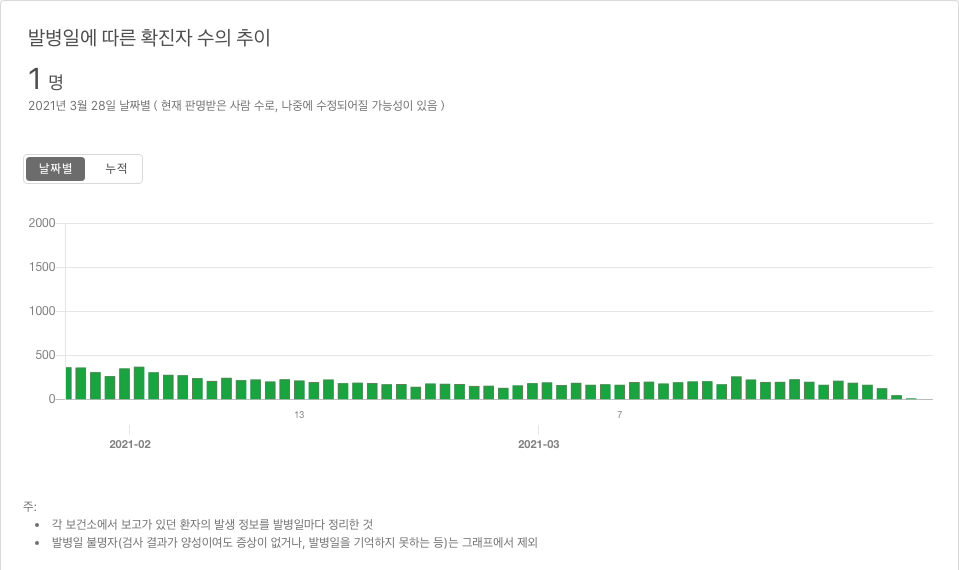 발병일에 따른 확진자 수의 추이
1 명
2021년 3월 28일 날짜별 ( 현재 판명받은 사람 수로, 나중에 수정되어질 가능성이 있음 )
날짜별 누적
2000
1500
1000
500
0
13 7
2021-02 2021-03
주:
• 각 보건소에서 보고가 있던 환자의 발생 정보를 발병일마다 정리한 것
• 발병일 불명자(검사 결과가 양성이여도 증상이 없거나, 발병일을 기억하지 못하는 등)는 그래프에서 제외